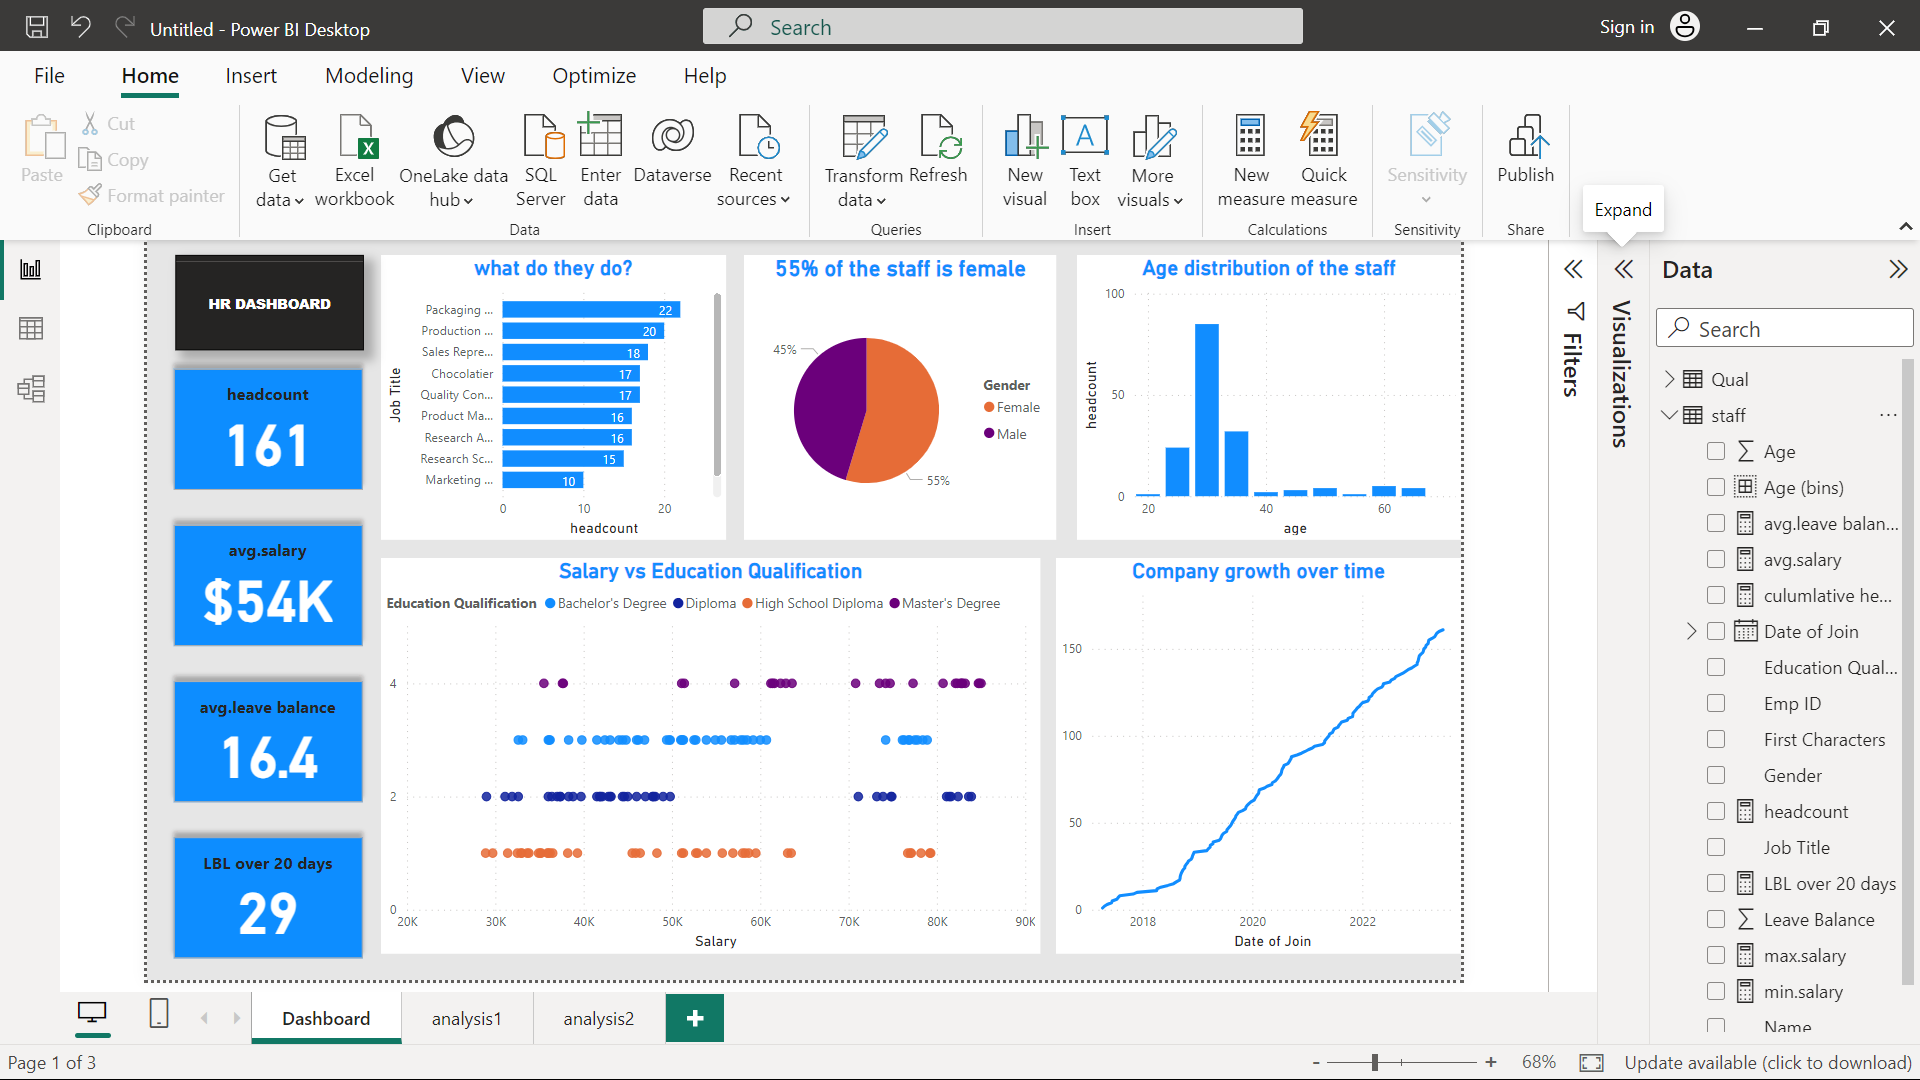 Untitled - Power BI Desktop
Search
Sign in
File
Home
Insert
Modeling
View
Optimize
Help
Paste
Cut
Copy
Format painter
Clipboard
Get data
Excel workbook
OneLake data hub
SQL Server
Enter data
Dataverse
Recent sources
Data
Transform data
Refresh
Queries
New visual
Text box
More visuals
Insert
New measure
Quick measure
Calculations
Sensitivity
Sensitivity
Publish
Share
Expand
HR DASHBOARD
headcount
161
avg.salary
$54K
avg.leave balance
16.4
LBL over 20 days
29
what do they do?
Job Title
Packaging ... 22
Production ... 20
Sales Repre... 18
Chocolatier 17
Quality Con... 17
Product Ma... 16
Research A... 16
Research Sc... 15
Marketing ... 10
0 10 20
headcount
55% of the staff is female
45%
55%
Gender
Female
Male
Age distribution of the staff
headcount
100
50
0
20 40 60
age
Salary vs Education Qualification
Education Qualification Bachelor's Degree Diploma High School Diploma Master's Degree
4
2
0
20K 30K 40K 50K 60K 70K 80K 90K
Salary
Company growth over time
150
100
50
0
2018 2020 2022
Date of Join
Filters
Visualizations
Data
Search
Qual
staff
...
Age
Age (bins)
avg.leave balan...
avg.salary
culumlative he...
Date of Join
Education Qual...
Emp ID
First Characters
Gender
headcount
Job Title
LBL over 20 days
Leave Balance
max.salary
min.salary
Name
Dashboard
analysis1
analysis2
+
Page 1 of 3
- + 68%
Update available (click to download)